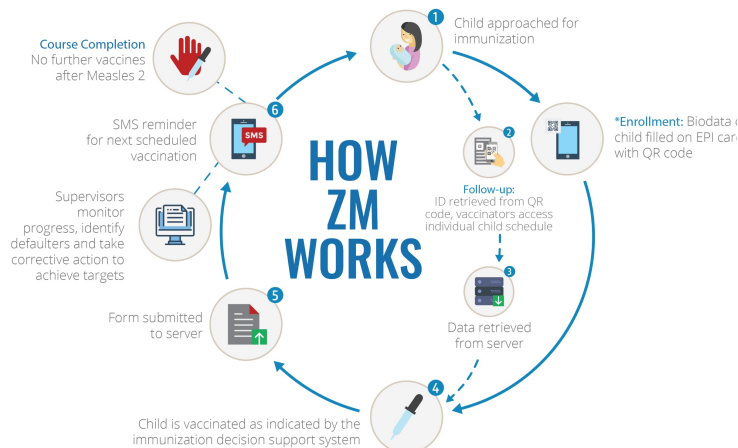 1
Child approached for
immunization
*Enrollment: Biodata
child filled on EPI
with QR code
2
Follow-up:
ID retrieved from QR
code, vaccinators access
individual child schedule
3
Data retrieved
from server
4
Child is vaccinated as indicated by the
immunization decision support system
5
Form submitted
to server
Supervisors
monitor
progress, identify
defaulters and take
corrective action to
achieve targets
6
SMS
SMS reminder
for next scheduled
vaccination
Course Completion
No further vaccines
after Measles 2
HOW
ZM
WORKS